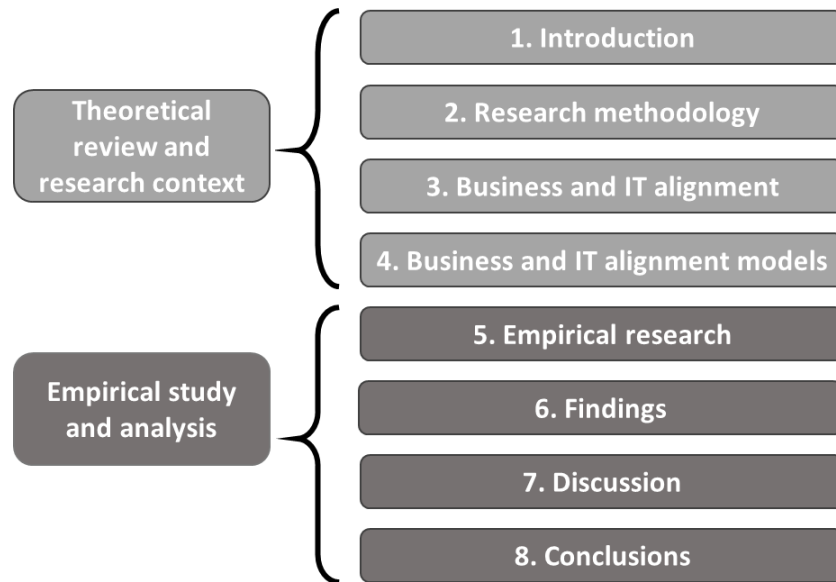 Theoretical
review and
research context
1. Introduction
2. Research methodology
3. Business and IT alignment
4. Business and IT alignment models
Empirical study
and analysis
5. Empirical research
6. Findings
7. Discussion
8. Conclusions